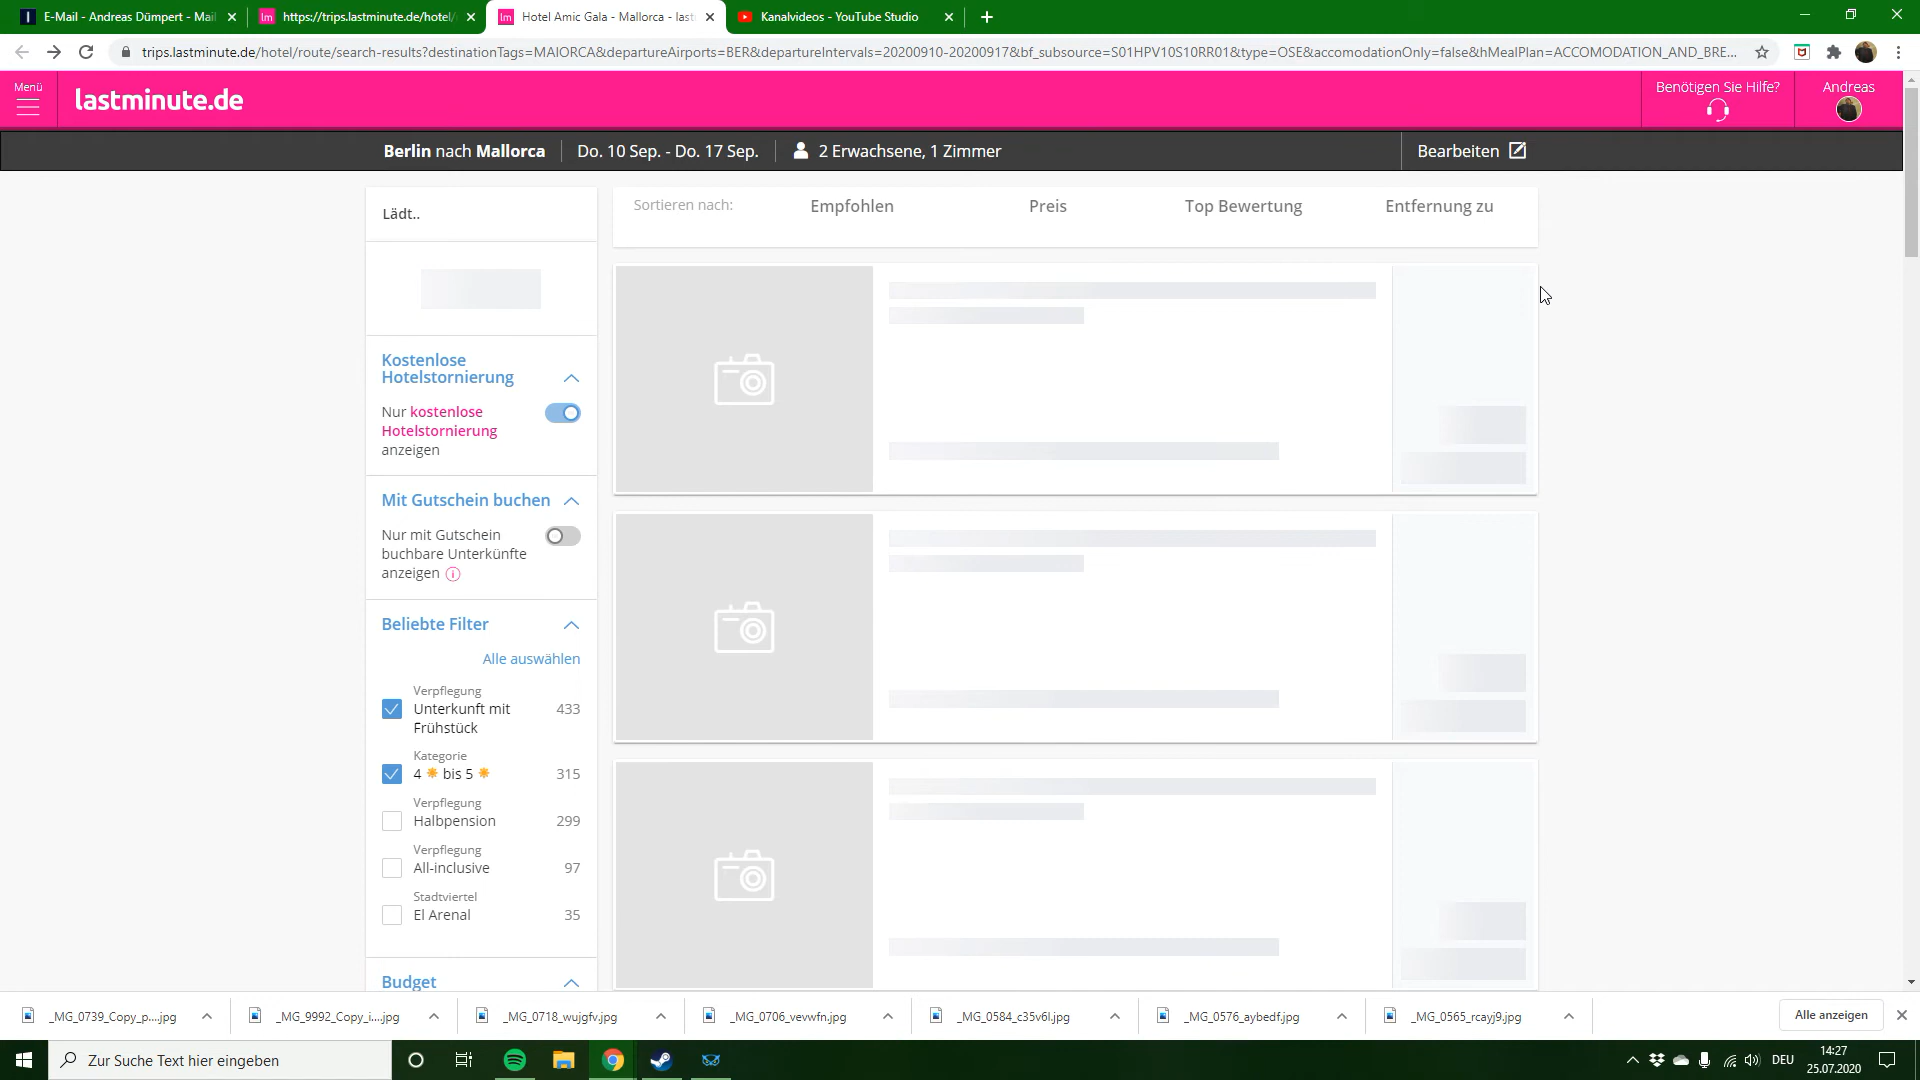 E-Mail - Andreas Dümpert - Mail
https://trips.lastminute.de/hotel/
Hotel Amic Gala - Mallorca - last
Kanalvideos - YouTube Studio
trips.lastminute.de/hotel/route/search-results?destinationTags=MAIORCA&departureAirports=BER&departureIntervals=20200910-20200917&bf_subsource=S01HPV10S10RR01&type=OSE&accomodationOnly=false&hMealPlan=ACCOMODATION_AND_BRE...
Menü
lastminute.de
Benötigen Sie Hilfe?
Andreas
Berlin nach Mallorca
Do. 10 Sep. - Do. 17 Sep.
2 Erwachsene, 1 Zimmer
Bearbeiten
Lädt..
Sortieren nach:
Empfohlen
Preis
Top Bewertung
Entfernung zu
Kostenlose
Hotelstornierung
Nur kostenlose
Hotelstornierung
anzeigen
Mit Gutschein buchen
Nur mit Gutschein
buchbare Unterkünfte
anzeigen
Beliebte Filter
Alle auswählen
Verpflegung
Unterkunft mit 433
Frühstück
Kategorie
4 bis 5 315
Verpflegung
Halbpension 299
Verpflegung
All-inclusive 97
Stadtviertel
El Arenal 35
Budget
_MG_0739_Copy_p....jpg
_MG_9992_Copy_i....jpg
_MG_0718_wujgfv.jpg
_MG_0706_vevwfn.jpg
_MG_0584_c35v6l.jpg
_MG_0576_aybedf.jpg
_MG_0565_rcayj9.jpg
Alle anzeigen
Zur Suche Text hier eingeben
DEU
14:27
25.07.2020